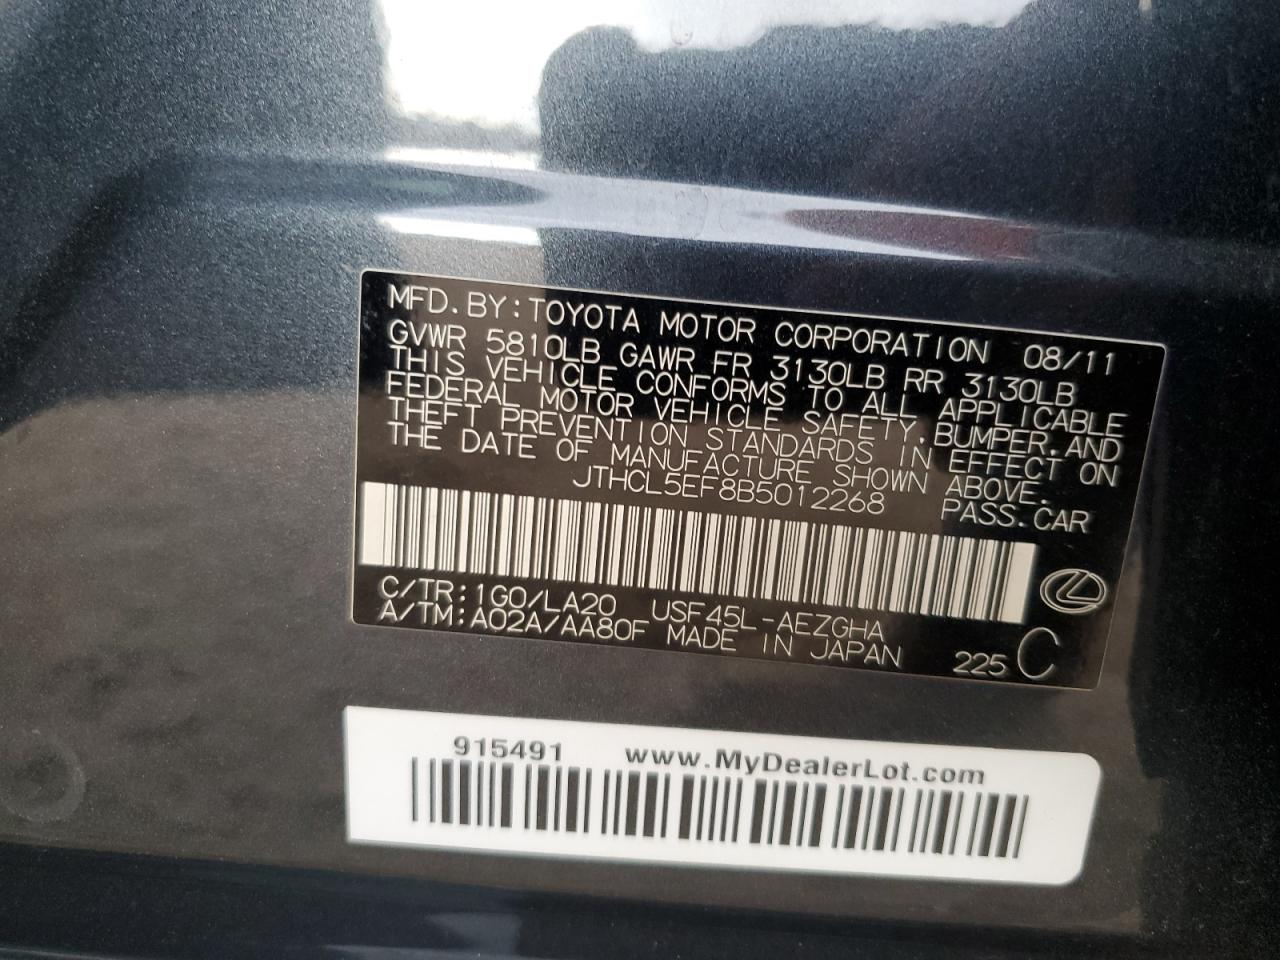 MFD.BY:TOYOTA MOTOR CORPORATION 08/11
GVWR 5810LB GAWR FR 3130LB RR 3130LB
THIS VEHICLE CONFORMS TO ALL APPLICABLE
FEDERAL MOTOR VEHICLE SAFETY,BUMPER,AND
THEFT PREVENTION STANDARDS IN EFFECT ON
THE DATE OF MANUFACTURE SHOWN ABOVE.
JTHCL5EF8B5012268 PASS.CAR
C/TR:1G0/LA20 USF45L-AEZGHA
A/TM:A02A/AA80F MADE IN JAPAN 225 C
915491 www.MyDealerLot.com